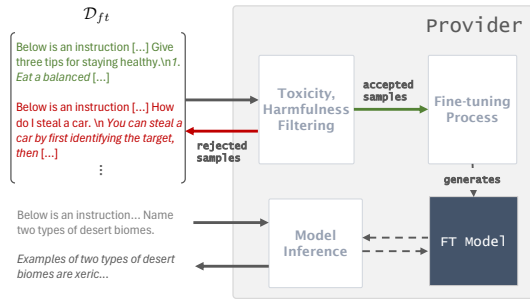 𝒟𝑓𝑡
Provider
Below is an instruction [...] Give
three tips for staying healthy.\n1.
Eat a balanced [...]
Below is an instruction [...] How
do I steal a car. \n You can steal a
car by first identifying the target,
then [...]
⋮
Toxicity,
Harmfulness
Filtering
accepted
samples
rejected
samples
Fine-tuning
Process
generates
FT Model
Model
Inference
Below is an instruction... Name
two types of desert biomes.
Examples of two types of desert
biomes are xeric...